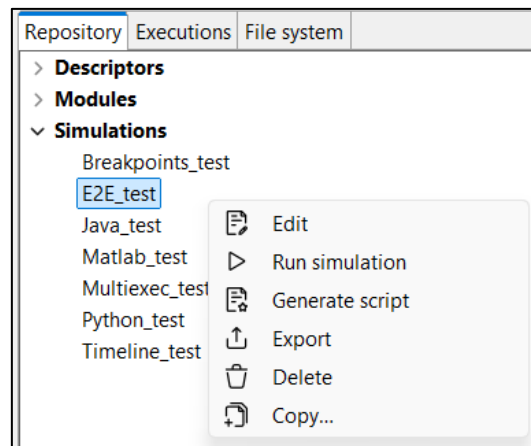 Repository Executions File system
Descriptors
Modules
Simulations
Breakpoints_test
E2E_test
Java_test
Matlab_test
Multiexec_test
Python_test
Timeline_test
Edit
Run simulation
Generate script
Export
Delete
Copy...